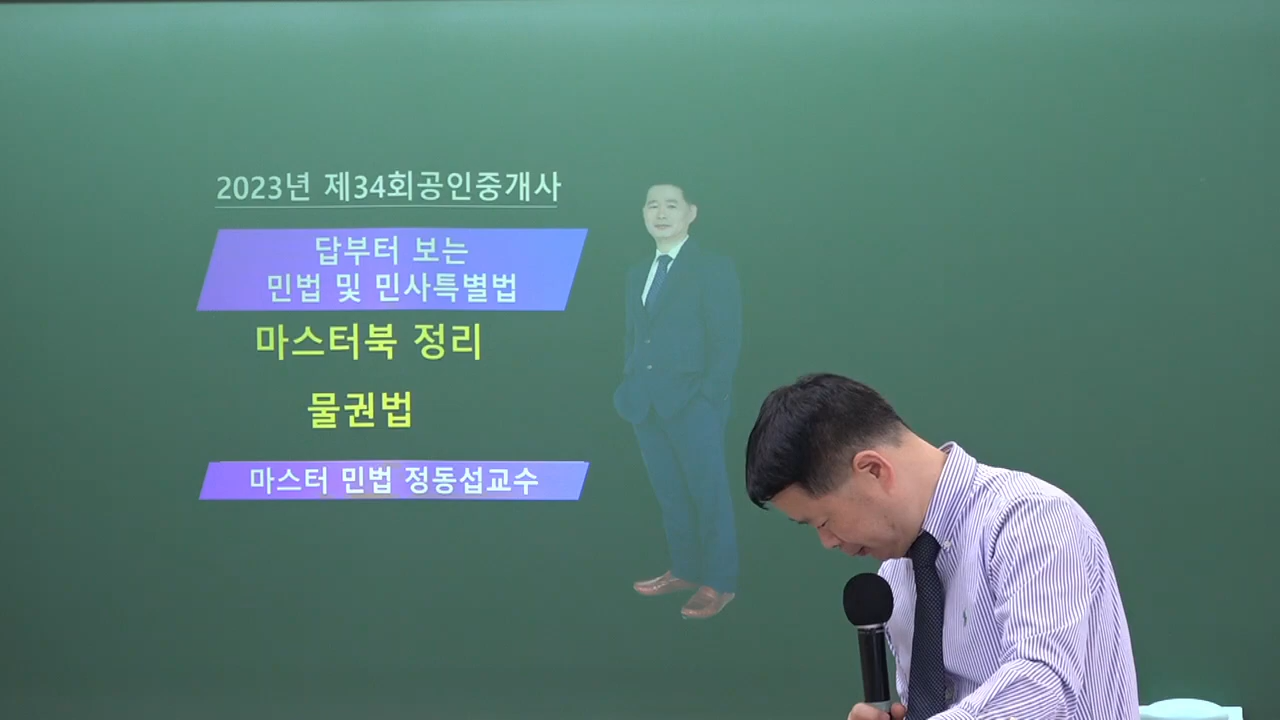 2023년 제34회공인중개사
답부터 보는
민법 및 민사특별법
마스터북 정리
물권법
마스터 민법 정동섭교수